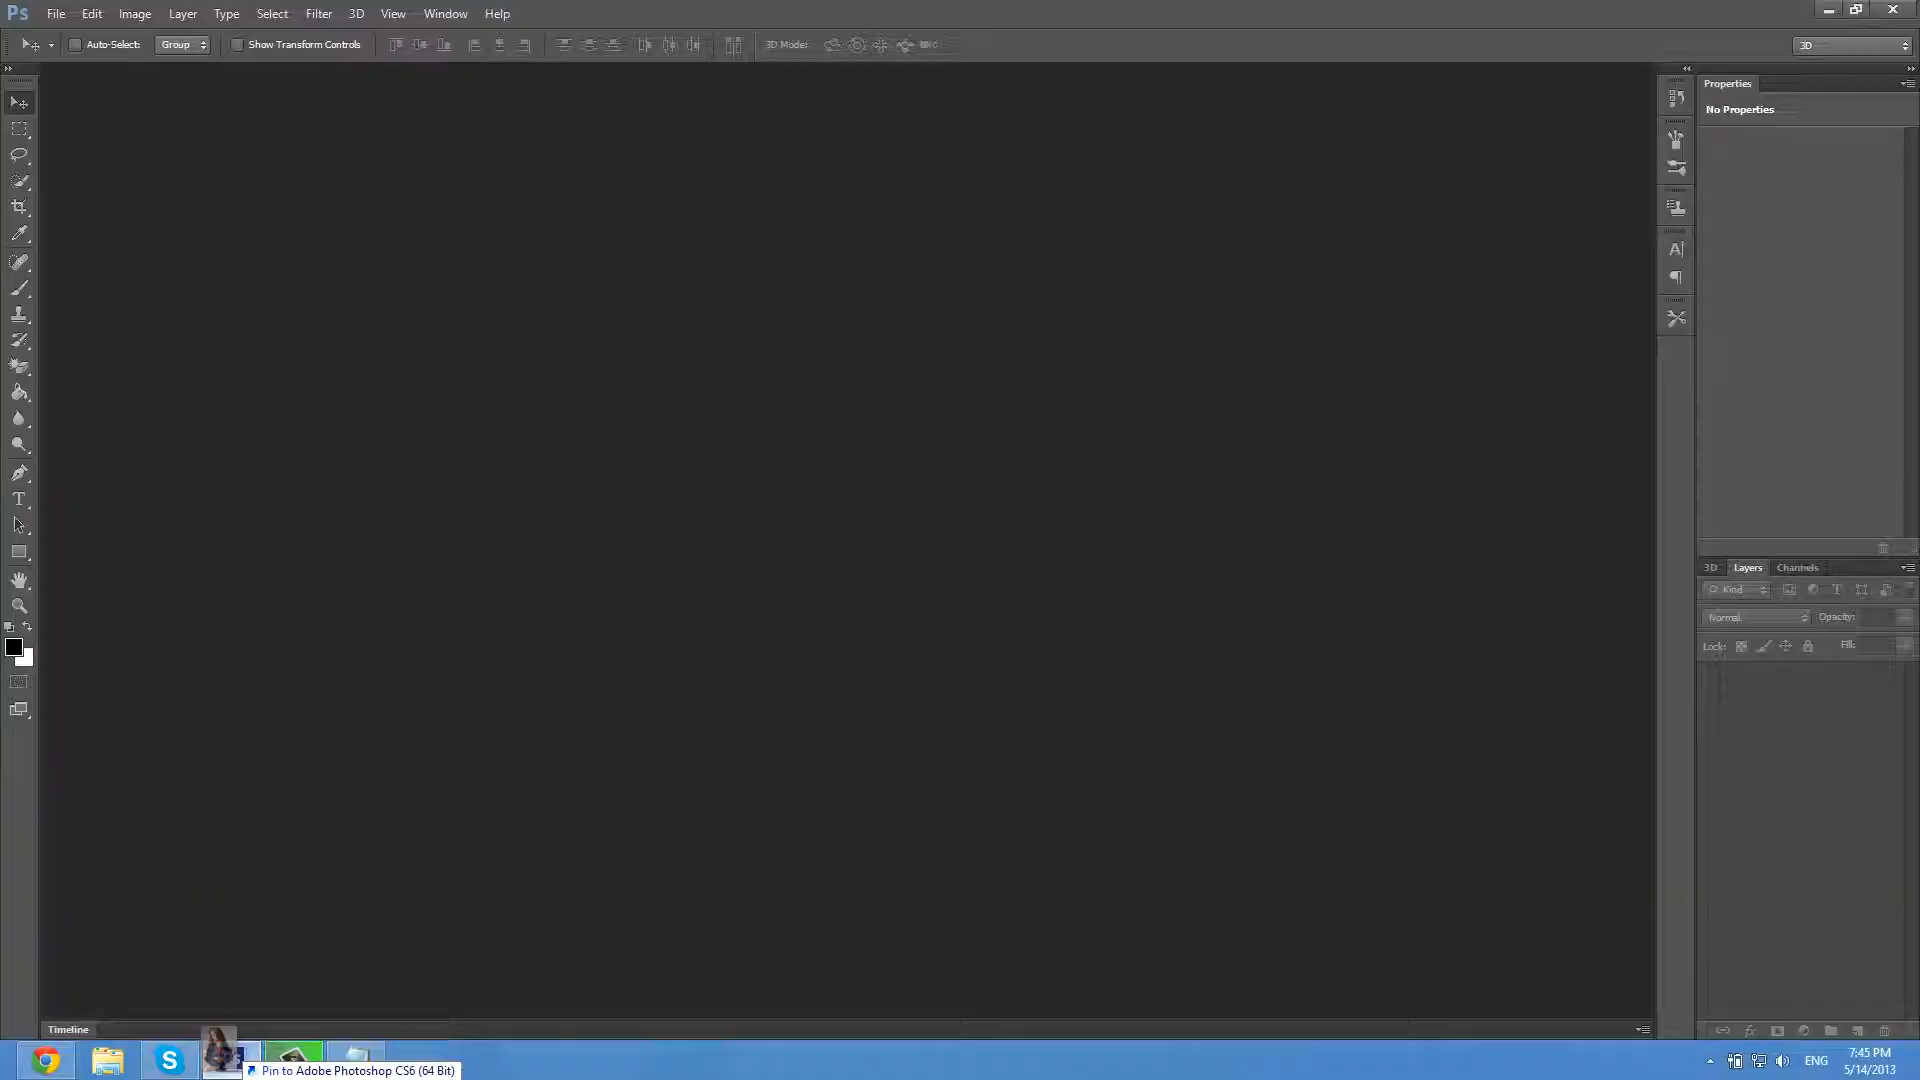 Ps File Edit Image Layer Type Select Filter 3D View Window Help
Auto-Select: Group Show Transform Controls 3D Mode: 3D
Properties
No Properties
3D Layers Channels
Kind
Normal Opacity:
Lock: Fill:
Timeline
Pin to Adobe Photoshop CS6 (64 Bit)
ENG
7:45 PM
5/14/2013